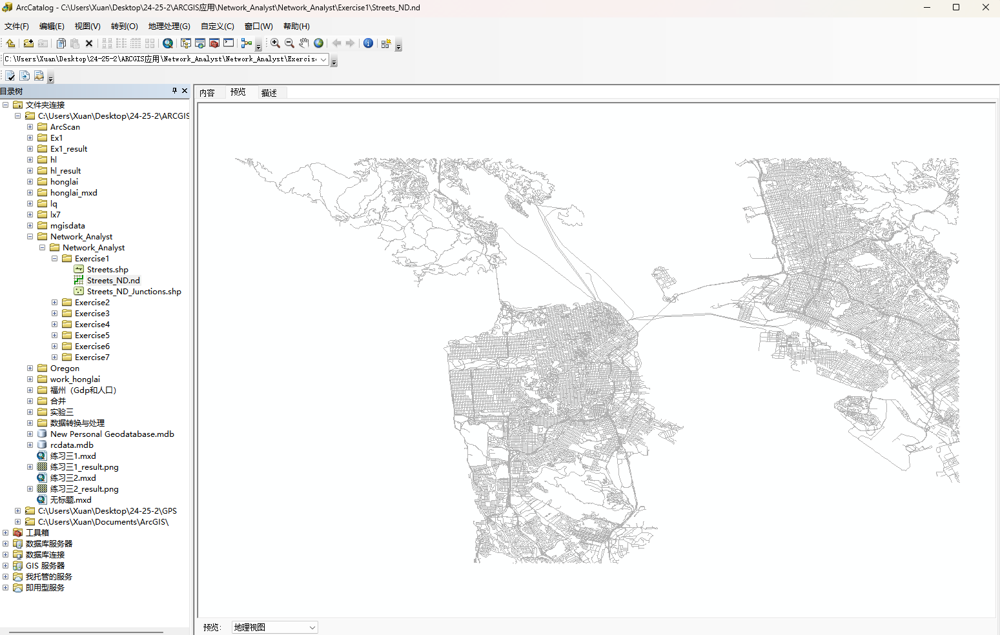 ArcCatalog - C:\Users\Xuan\Desktop\24-25-2\ARCGIS应用\Network_Analyst\Network_Analyst\Exercise1\Streets_ND.nd
文件(F) 编辑(E) 视图(V) 转到(O) 地理处理(G) 自定义(C) 窗口(W) 帮助(H)
C:\Users\Xuan\Desktop\24-25-2\ARCGIS应用\Network_Analyst\Network_Analyst\Exercis
目录树
内容 预览 描述
文件夹连接
C:\Users\Xuan\Desktop\24-25-2\ARCGIS
ArcScan
Ex1
Ex1_result
hl
hl_result
honglai
honglai_mxd
lq
lx7
mgisdata
Network_Analyst
Network_Analyst
Exercise1
Streets.shp
Streets_ND.nd
Streets_ND_Junctions.shp
Exercise2
Exercise3
Exercise4
Exercise5
Exercise6
Exercise7
Oregon
work_honglai
福州（Gdp和人口）
合并
实验三
数据转换与处理
New Personal Geodatabase.mdb
rcdata.mdb
练习三1.mxd
练习三1_result.png
练习三2.mxd
练习三2_result.png
无标题.mxd
C:\Users\Xuan\Desktop\24-25-2\GPS
C:\Users\Xuan\Documents\ArcGIS\
工具箱
数据库服务器
数据库连接
GIS 服务器
我托管的服务
即用型服务
预览: 地理视图